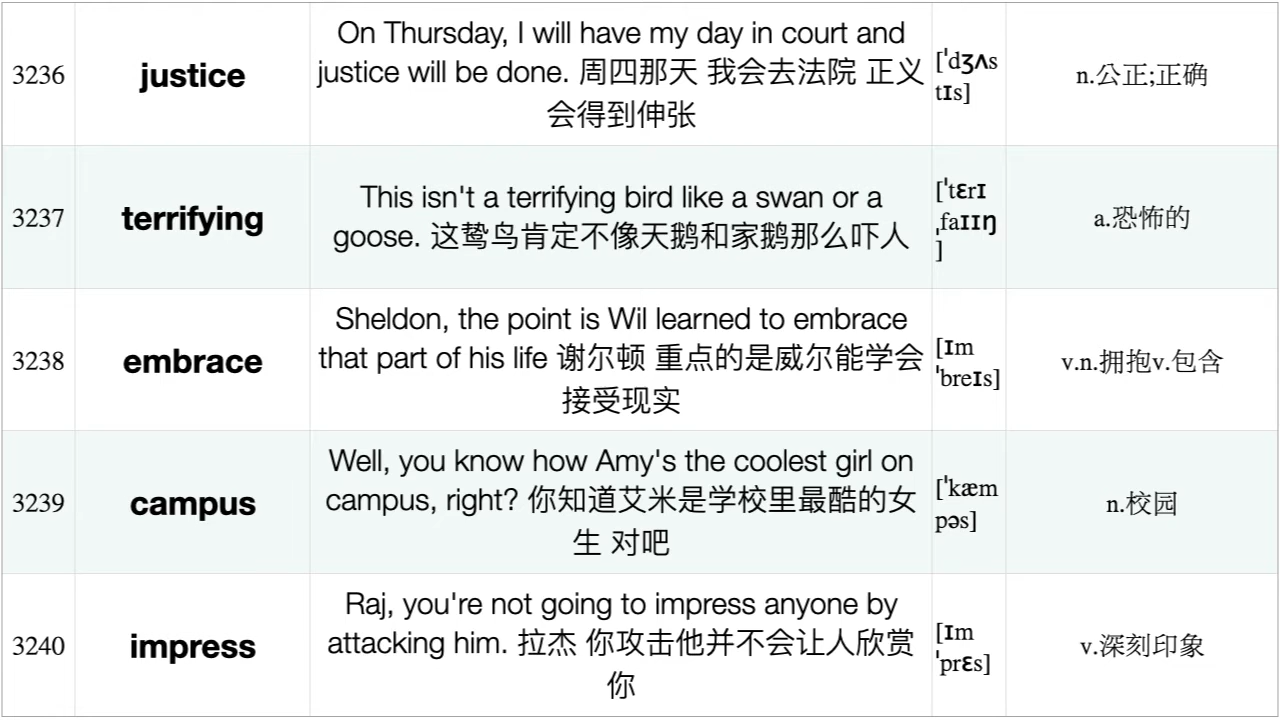 3236
justice
On Thursday, I will have my day in court and
justice will be done. 周四那天 我会去法院 正义
会得到伸张
[ˈdʒʌs
tɪs]
n.公正;正确
3237
terrifying
This isn't a terrifying bird like a swan or a
goose. 这鸶鸟肯定不像天鹅和家鹅那么吓人
[ˈtɛrɪ
ˌfaɪɪŋ
]
a.恐怖的
3238
embrace
Sheldon, the point is Wil learned to embrace
that part of his life 谢尔顿 重点的是威尔能学会
接受现实
[ɪm
ˈbreɪs]
v.n.拥抱v.包含
3239
campus
Well, you know how Amy's the coolest girl on
campus, right? 你知道艾米是学校里最酷的女
生 对吧
[ˈkæm
pəs]
n.校园
3240
impress
Raj, you're not going to impress anyone by
attacking him. 拉杰 你攻击他并不会让人欣赏
你
[ɪm
ˈprɛs]
v.深刻印象